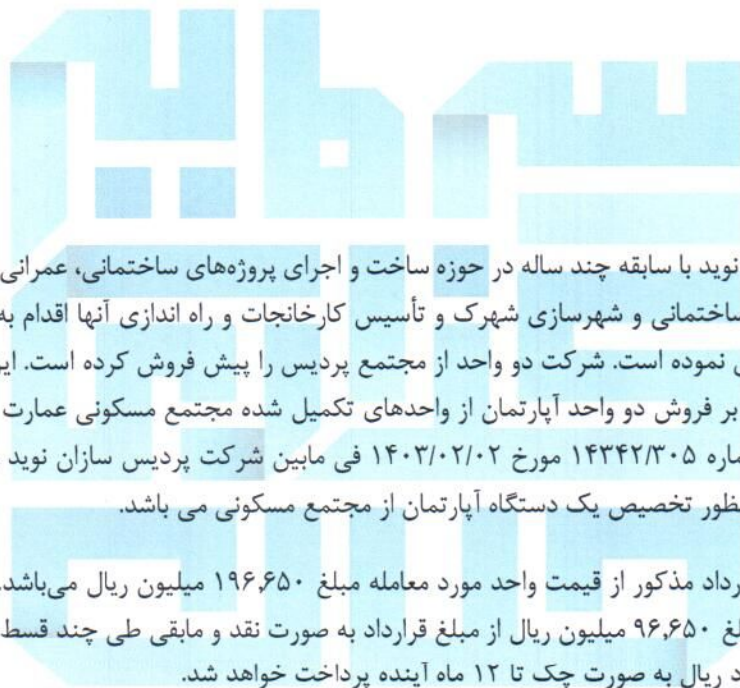 نوید با سابقه چند ساله در حوزه ساخت و اجرای پروژه‌های ساختمانی، عمرانی
ساختمانی و شهرسازی شهرک و تأسیس کارخانجات و راه اندازی آنها اقدام به
نموده است. شرکت دو واحد از مجتمع پردیس را پیش فروش کرده است.
بر فروش دو واحد آپارتمان از واحدهای تکمیل شده مجتمع مسکونی عمارت
ماره ۱۴۳۴۲/۳۰۵ مورخ ۱۴۰۳/۰۲/۰۲ فی مابین شرکت پردیس سازان نوید
ظور تخصیص یک دستگاه آپارتمان از مجتمع مسکونی می باشد.
رداد مذکور از قیمت واحد مورد معامله مبلغ ۱۹۶,۶۵۰ میلیون ریال می‌باشد.
لغ ۹۶,۶۵۰ میلیون ریال از مبلغ قرارداد به صورت نقد و مابقی طی چند قسط
د ریال به صورت چک تا ۱۲ ماه آینده پرداخت خواهد شد.